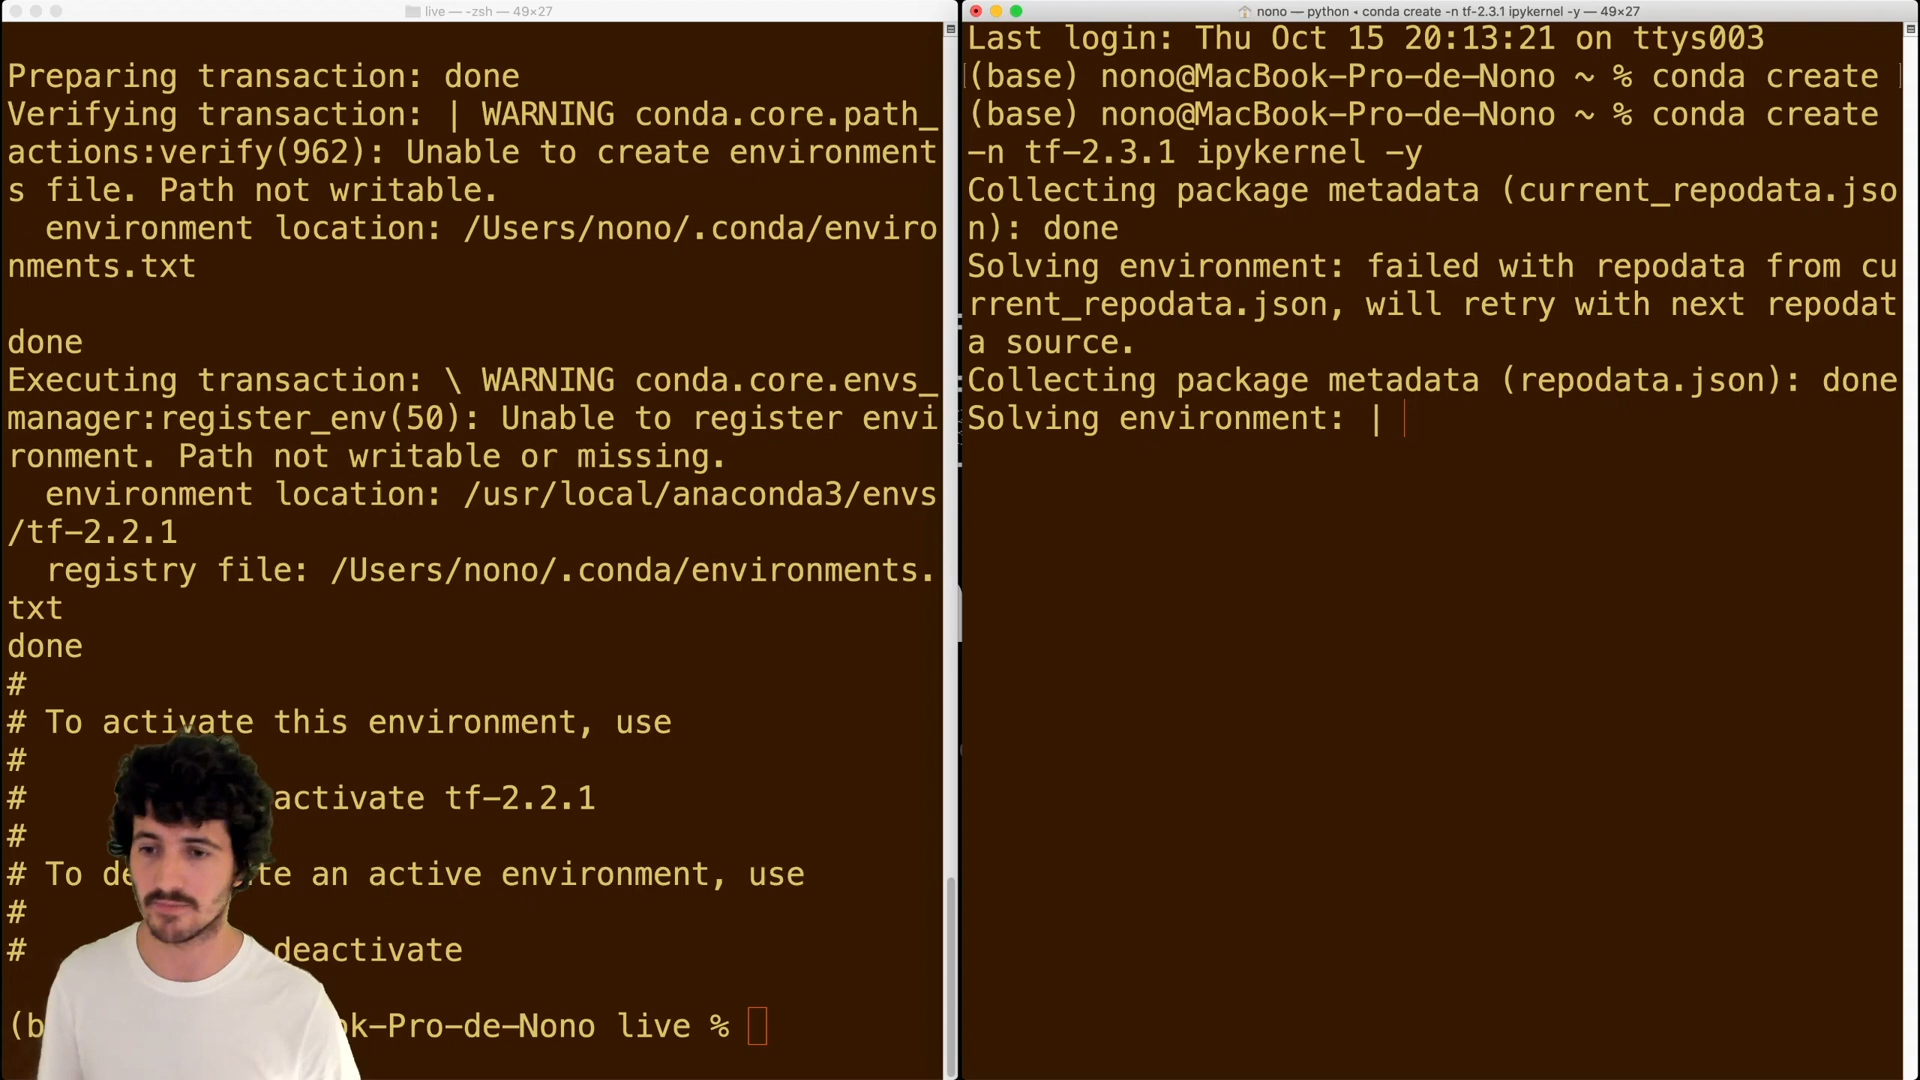 live — -zsh — 49×27
Preparing transaction: done
Verifying transaction: | WARNING conda.core.path_
actions:verify(962): Unable to create environment
s file. Path not writable.
  environment location: /Users/nono/.conda/enviro
nments.txt
done
Executing transaction: \ WARNING conda.core.envs_
manager:register_env(50): Unable to register envi
ronment. Path not writable or missing.
  environment location: /usr/local/anaconda3/envs
/tf-2.2.1
  registry file: /Users/nono/.conda/environments.
txt
done
#
# To activate this environment, use
#
# activate tf-2.2.1
#
# To de te an active environment, use
#
# deactivate
(b ok-Pro-de-Nono live %
nono — python ◂ conda create -n tf-2.3.1 ipykernel -y — 49×27
Last login: Thu Oct 15 20:13:21 on ttys003
(base) nono@MacBook-Pro-de-Nono ~ % conda create
(base) nono@MacBook-Pro-de-Nono ~ % conda create
-n tf-2.3.1 ipykernel -y
Collecting package metadata (current_repodata.jso
n): done
Solving environment: failed with repodata from cu
rrent_repodata.json, will retry with next repodat
a source.
Collecting package metadata (repodata.json): done
Solving environment: |